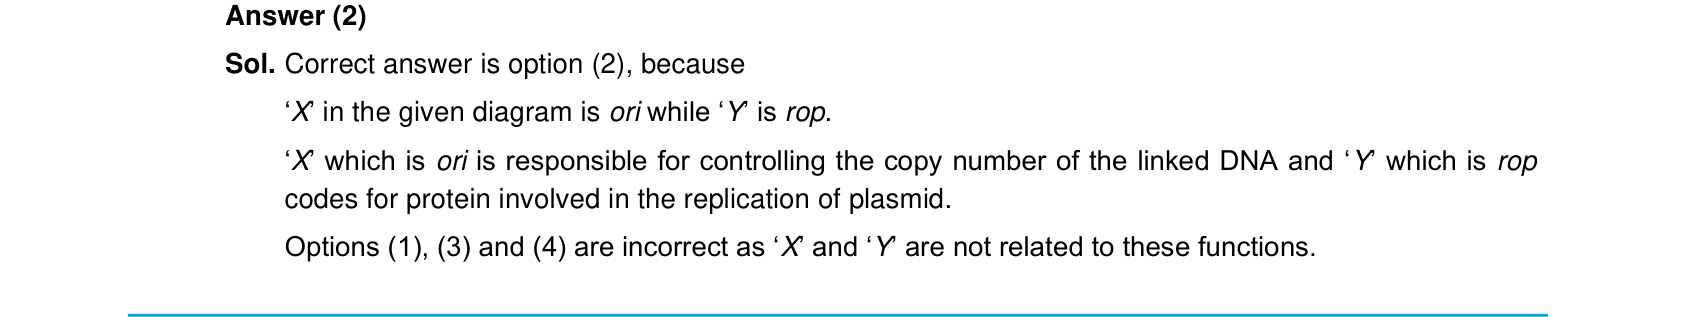 Answer (2)
Sol. Correct answer is option (2), because
‘X’ in the given diagram is ori while ‘Y’ is rop.
‘X’ which is ori is responsible for controlling the copy number of the linked DNA and ‘Y’ which is rop
codes for protein involved in the replication of plasmid.
Options (1), (3) and (4) are incorrect as ‘X’ and ‘Y’ are not related to these functions.